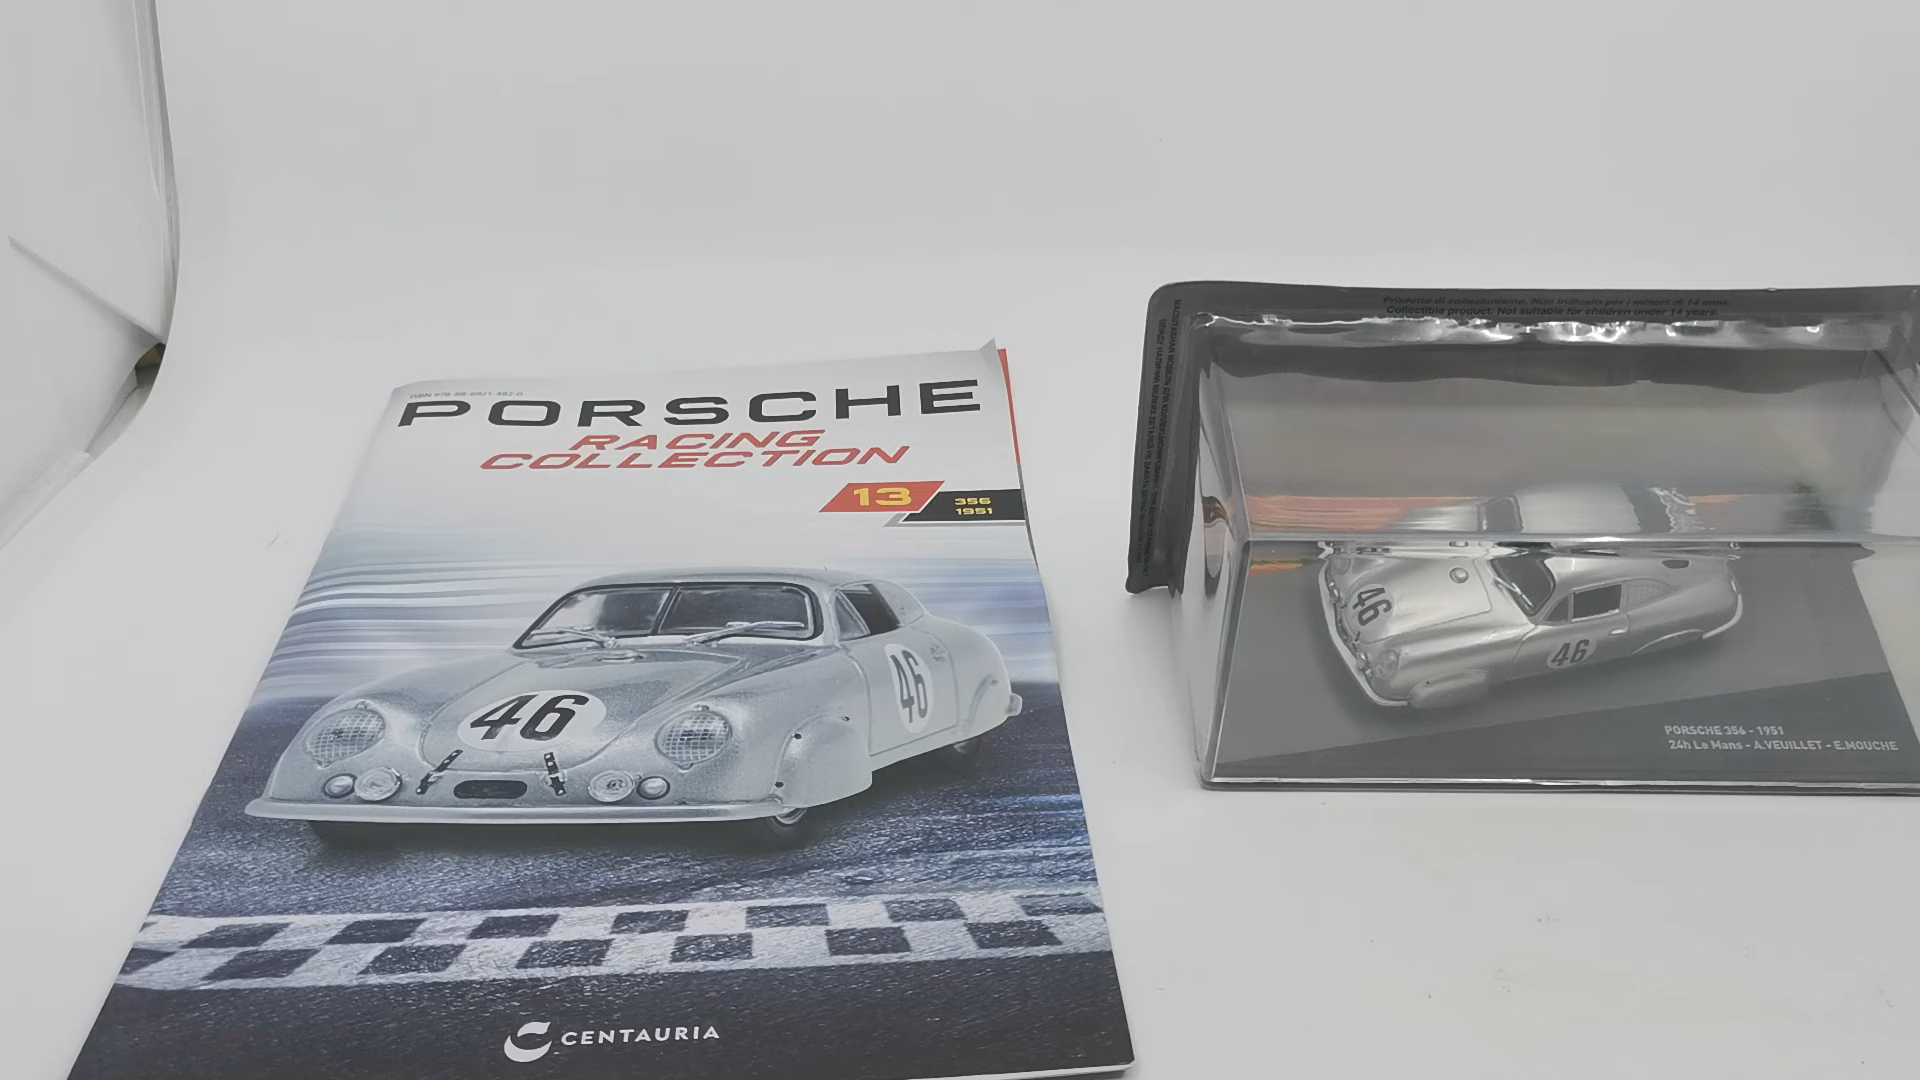 PORSCHE
RACING
COLLECTION
13
356
1951
46
46
CENTAURIA
Prodotto di collezionismo. Non indicato per i minori di 14 anni.
Collectible product. Not suitable for children under 14 years.
46
46
PORSCHE 356 - 1951
24h Le Mans - A.VEUILLET - E.MOUCHE